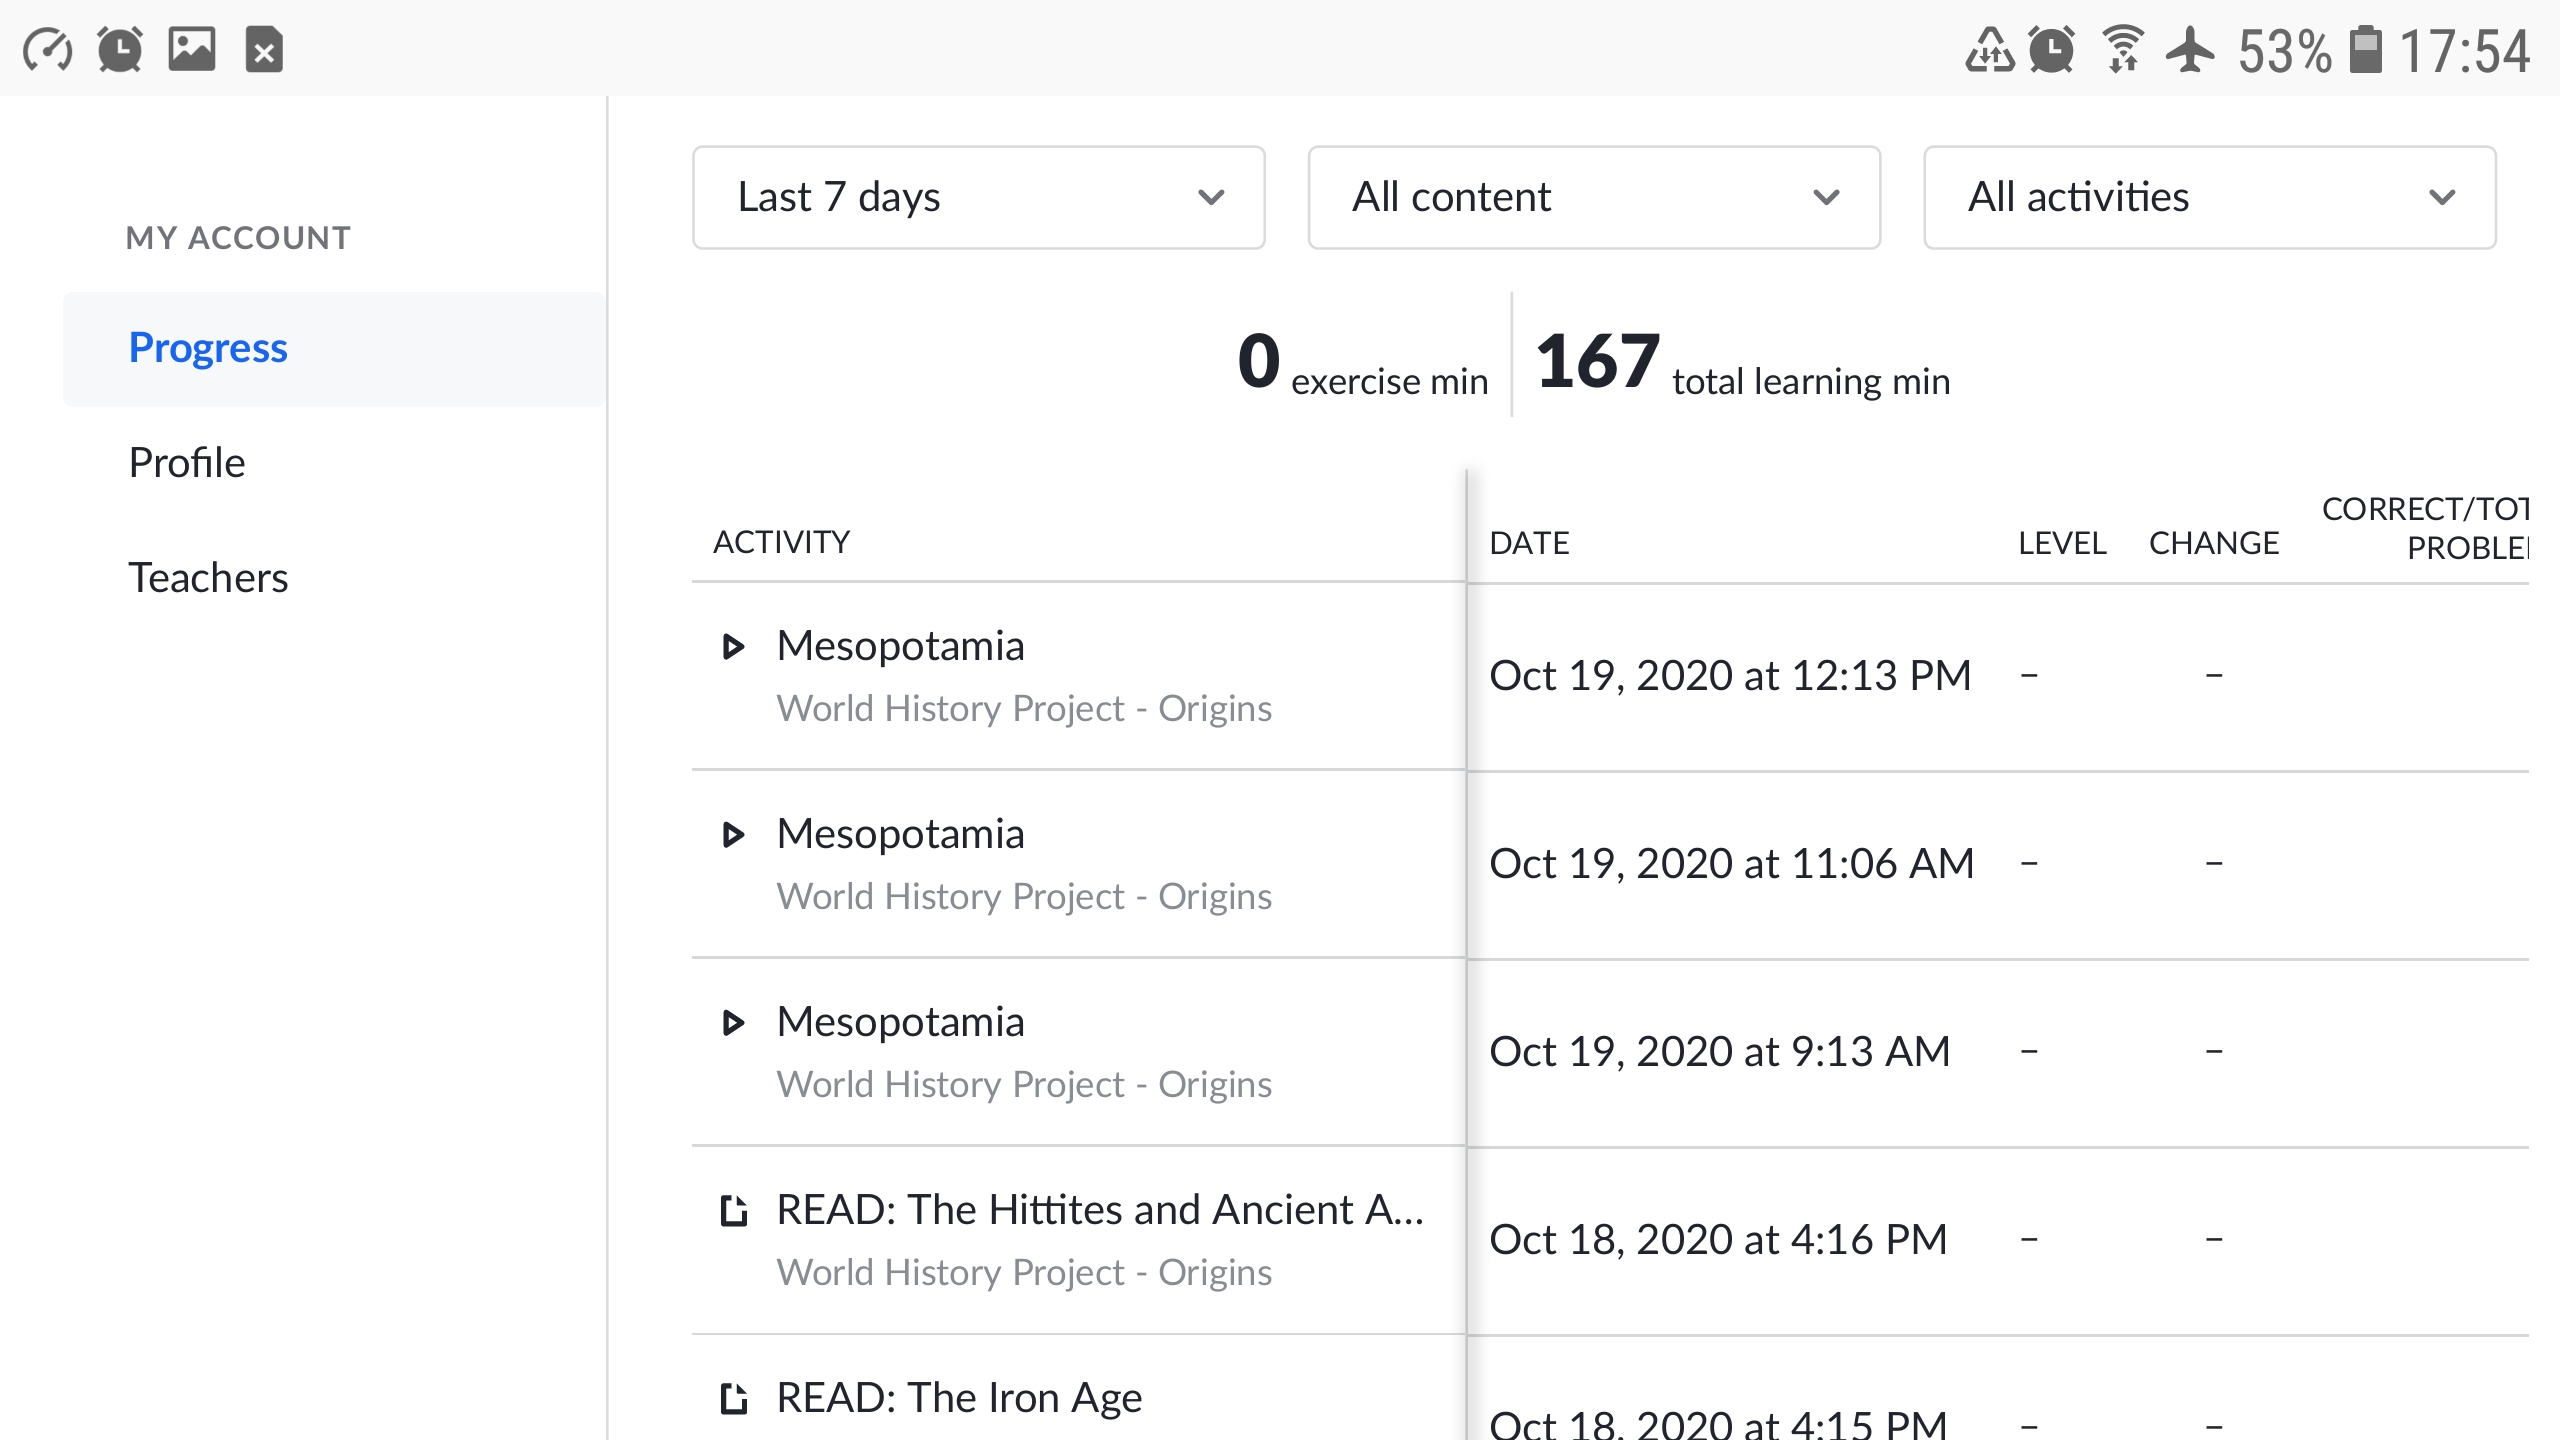 53% 17:54
Last 7 days
All content
All activities
MY ACCOUNT
Progress
Profile
Teachers
0 exercise min
167 total learning min
ACTIVITY
DATE
LEVEL
CHANGE
CORRECT/TOT
PROBLE
Mesopotamia
World History Project - Origins
Oct 19, 2020 at 12:13 PM – –
Mesopotamia
World History Project - Origins
Oct 19, 2020 at 11:06 AM – –
Mesopotamia
World History Project - Origins
Oct 19, 2020 at 9:13 AM – –
READ: The Hittites and Ancient A...
World History Project - Origins
Oct 18, 2020 at 4:16 PM – –
READ: The Iron Age
Oct 18, 2020 at 4:15 PM – –